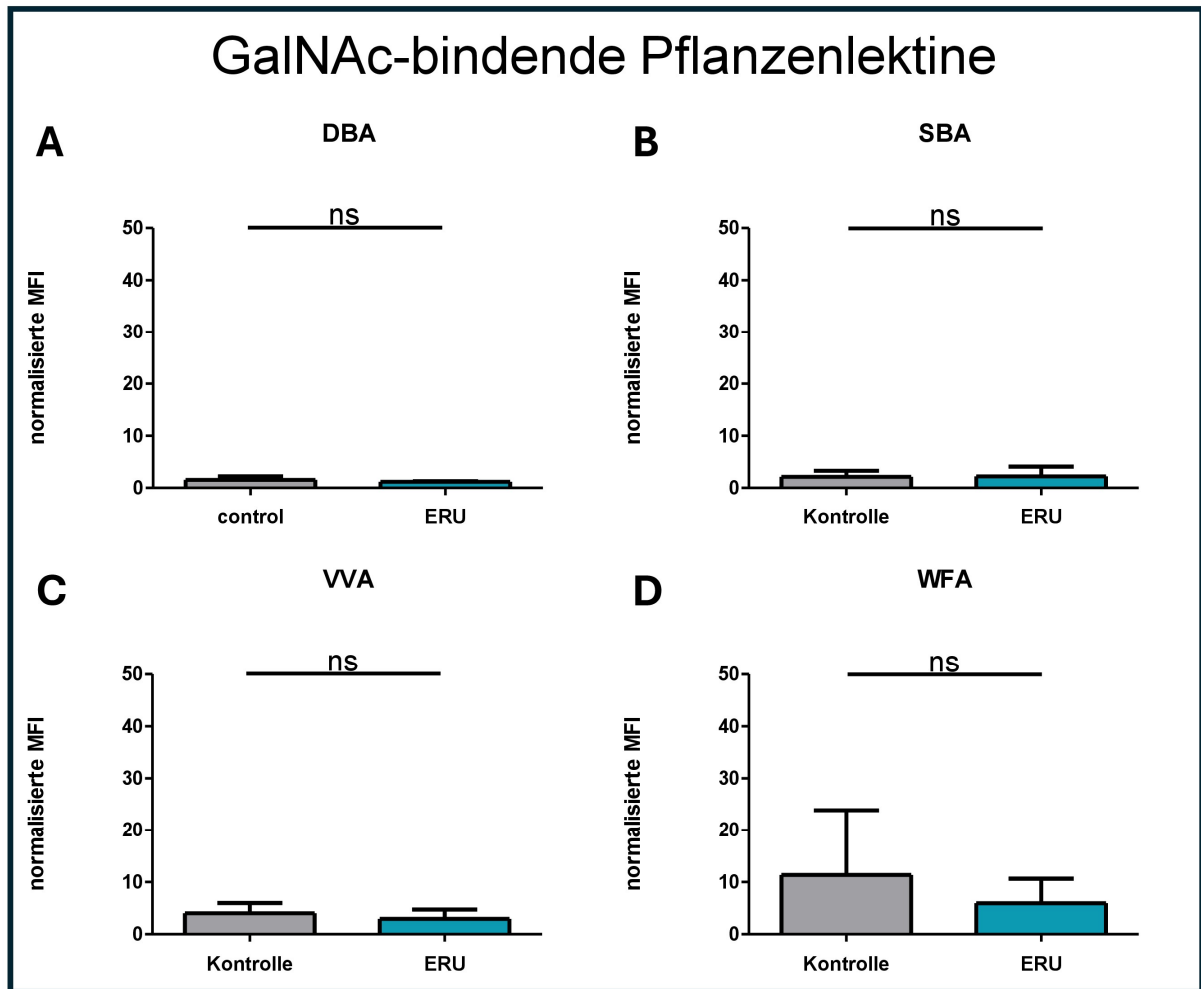 GalNAc-bindende Pflanzenlektine
A
DBA
ns
50
40
30
20
10
0
normalisierte MFI
control
ERU
B
SBA
ns
50
40
30
20
10
0
normalisierte MFI
Kontrolle
ERU
C
VVA
ns
50
40
30
20
10
0
normalisierte MFI
Kontrolle
ERU
D
WFA
ns
50
40
30
20
10
0
normalisierte MFI
Kontrolle
ERU